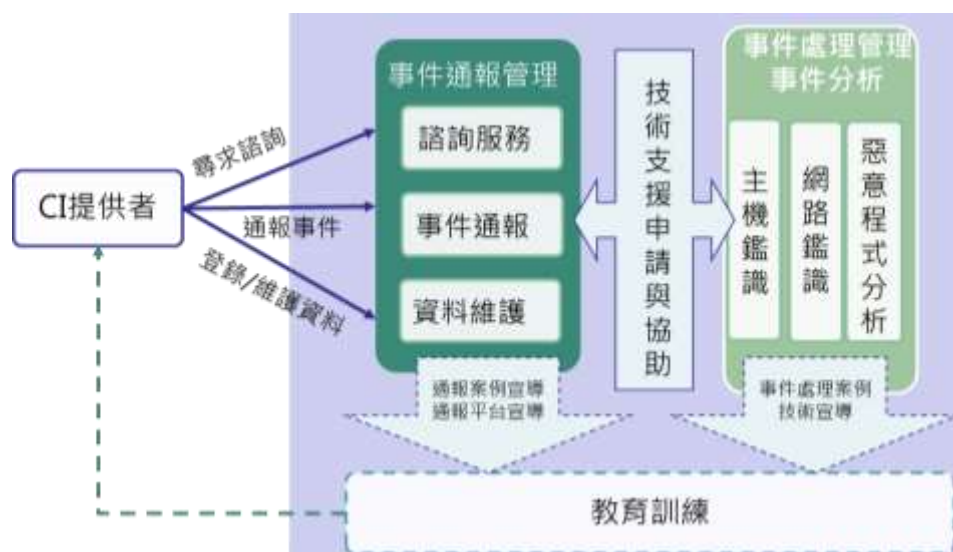 CI提供者
尋求諮詢
通報事件
登錄/維護資料
事件通報管理
諮詢服務
事件通報
資料維護
技術支援申請與協助
事件處理管理
事件分析
主機鑑識
網路鑑識
惡意程式分析
通報案例宣導
通報平台宣導
事件處理案例
技術宣導
教育訓練